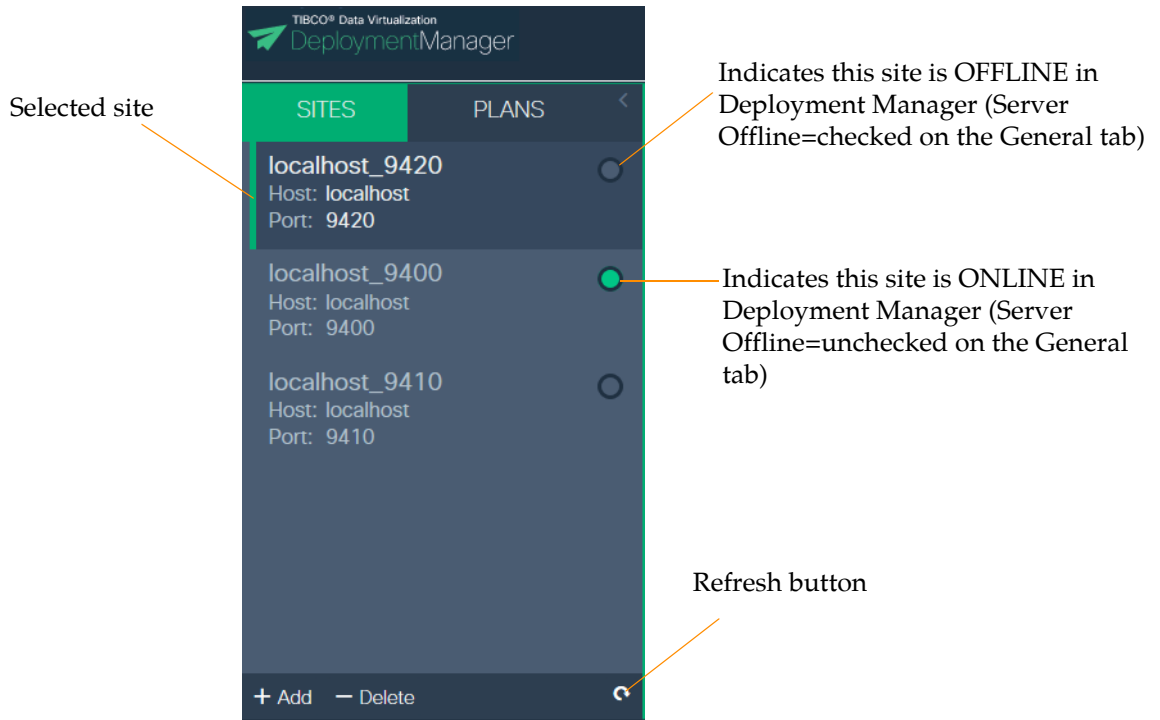 TIBCO® Data Virtualization
DeploymentManager
Selected site
SITES
PLANS
Indicates this site is OFFLINE in
Deployment Manager (Server
Offline=checked on the General tab)
localhost_9420
Host: localhost
Port: 9420
localhost_9400
Host: localhost
Port: 9400
Indicates this site is ONLINE in
Deployment Manager (Server
Offline=unchecked on the General
tab)
localhost_9410
Host: localhost
Port: 9410
Refresh button
+ Add − Delete